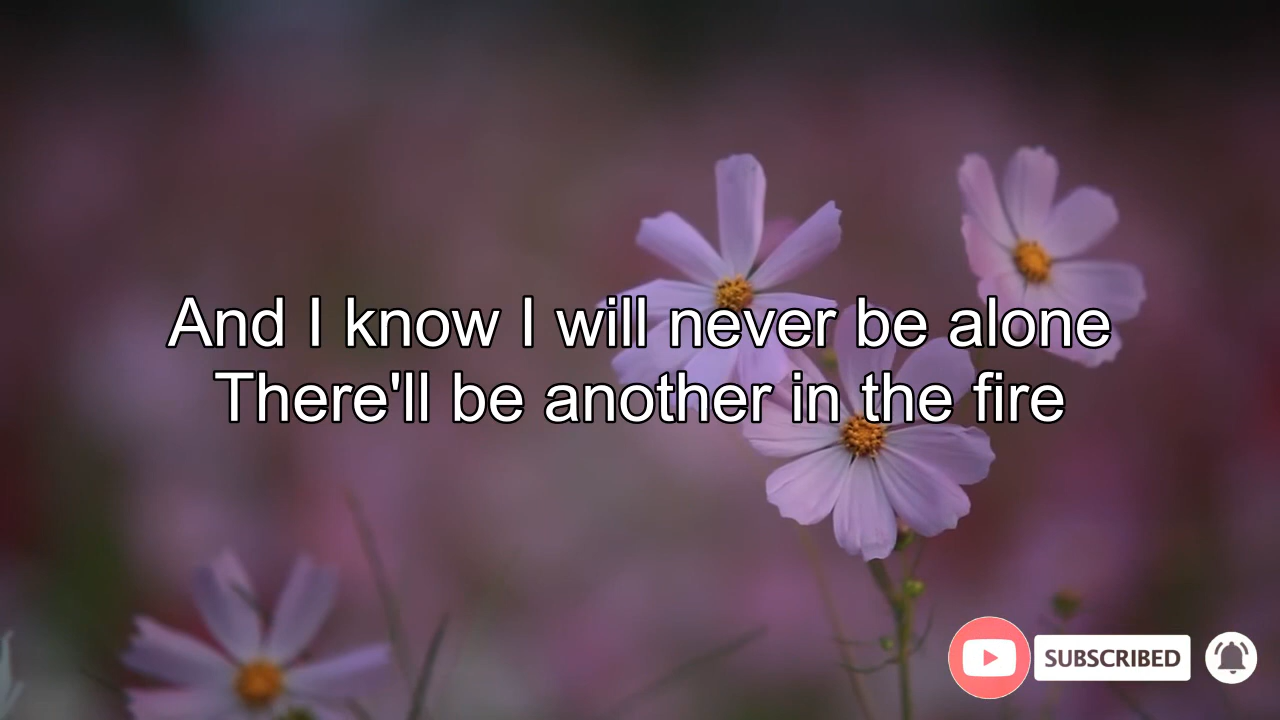 And I know I will never be alone
There'll be another in the fire
SUBSCRIBED